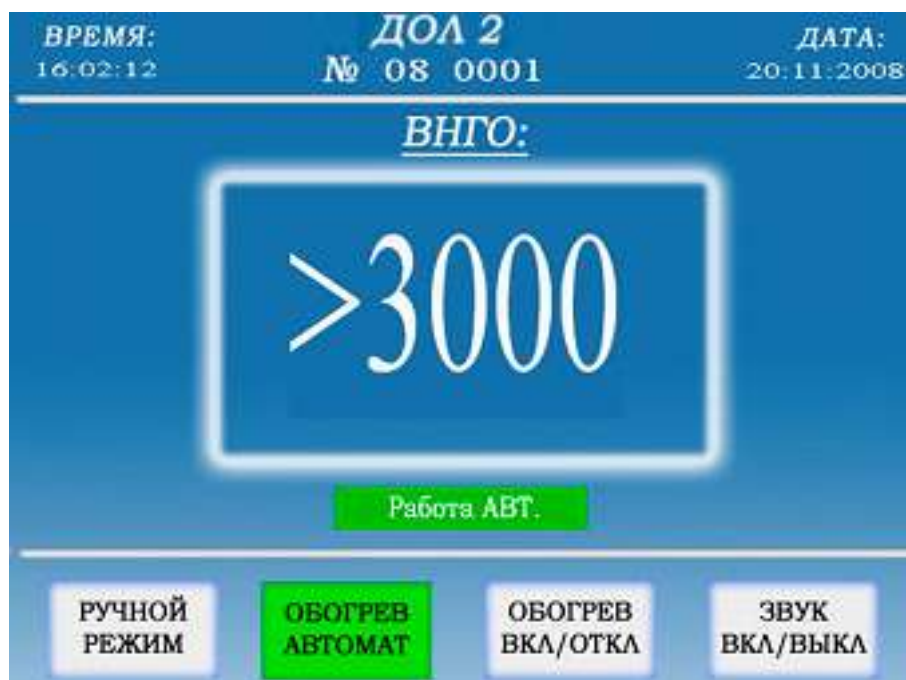 ВРЕМЯ:
ДОЛ 2
ДАТА:
16:02:12
№ 08 0001
20:11:2008
ВНГО:
>3000
Работа АВТ.
РУЧНОЙ
РЕЖИМ
ОБОГРЕВ
АВТОМАТ
ОБОГРЕВ
ВКЛ/ОТКЛ
ЗВУК
ВКЛ/ВЫКЛ